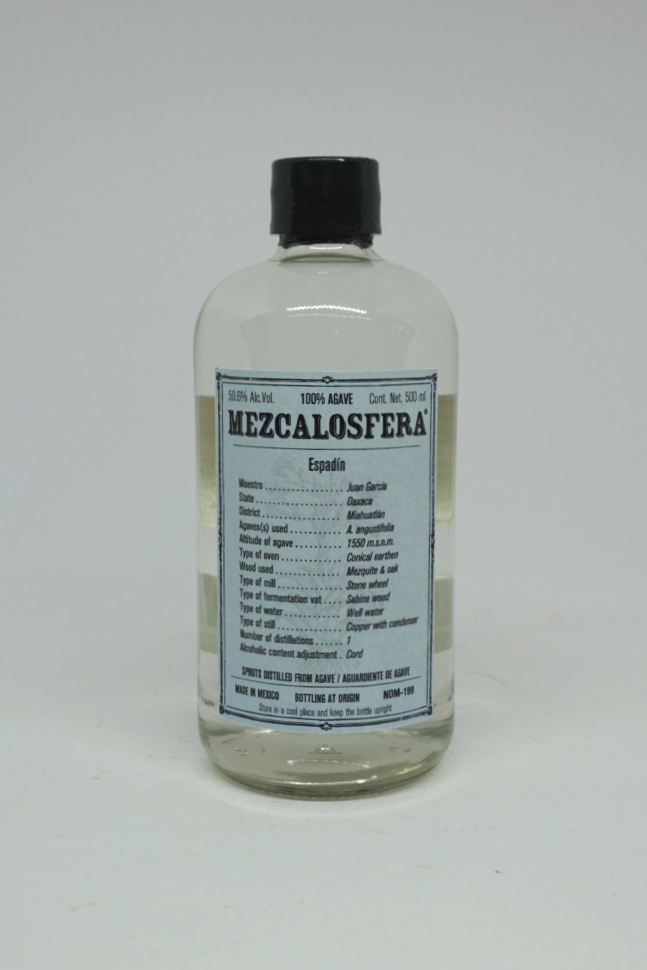 50.6% Alc.Vol. 100% AGAVE Cont. Net. 500 ml
MEZCALOSFERA®
Espadín
Maestro ..................... Juan García
State ......................... Oaxaca
District ...................... Miahuatlán
Agaves(s) used ............ A. angustifolia
Altitude of agave .......... 1550 m.s.n.m.
Type of oven ............... Conical earthen
Wood used .................. Mezquite & oak
Type of mill ................. Stone wheel
Type of fermentation vat .... Sabine wood
Type of water .............. Well water
Type of still ................. Copper with condenser
Number of distillations ...... 1
Alcoholic content adjustment . Cord
SPIRITS DISTILLED FROM AGAVE / AGUARDIENTE DE AGAVE
MADE IN MEXICO BOTTLING AT ORIGIN NOM-199
Store in a cool place and keep the bottle upright